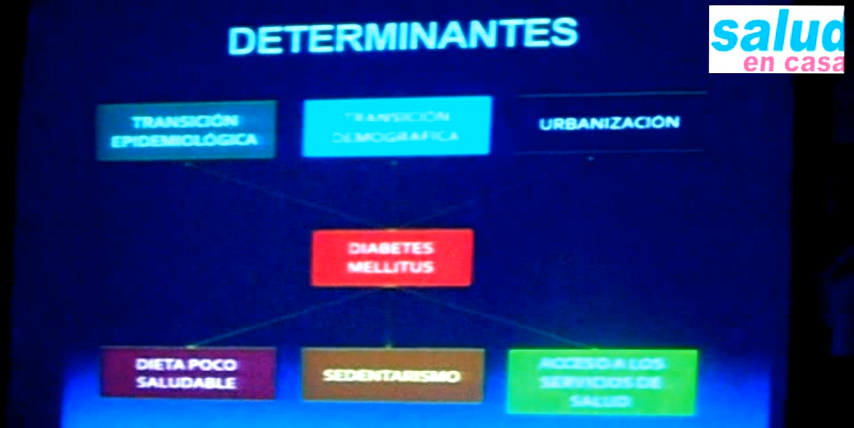 DETERMINANTES
salud
en casa
TRANSICIÓN
EPIDEMIOLÓGICA
TRANSICIÓN
DEMOGRÁFICA
URBANIZACIÓN
DIABETES
MELLITUS
DIETA POCO
SALUDABLE
SEDENTARISMO
ACCESO A LOS
SERVICIOS DE
SALUD